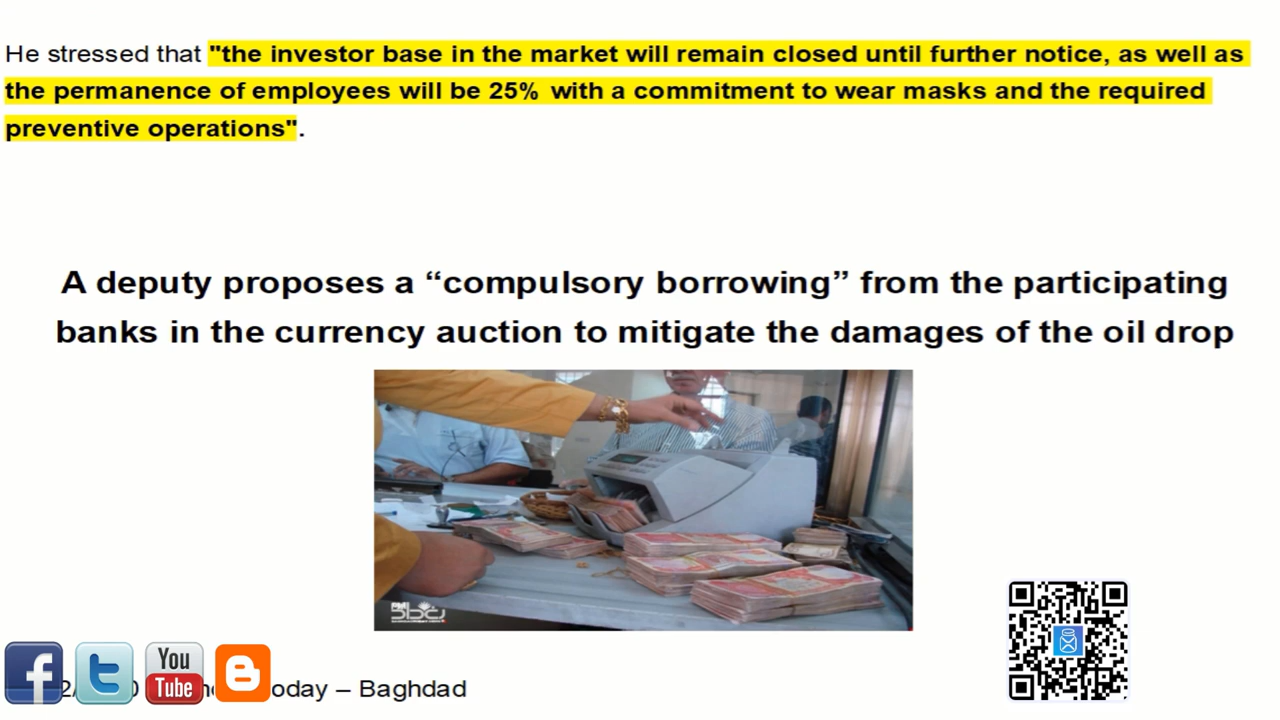 He stressed that "the investor base in the market will remain closed until further notice, as well as
the permanence of employees will be 25% with a commitment to wear masks and the required
preventive operations".
A deputy proposes a “compulsory borrowing” from the participating
banks in the currency auction to mitigate the damages of the oil drop
You
Tube
– Baghdad